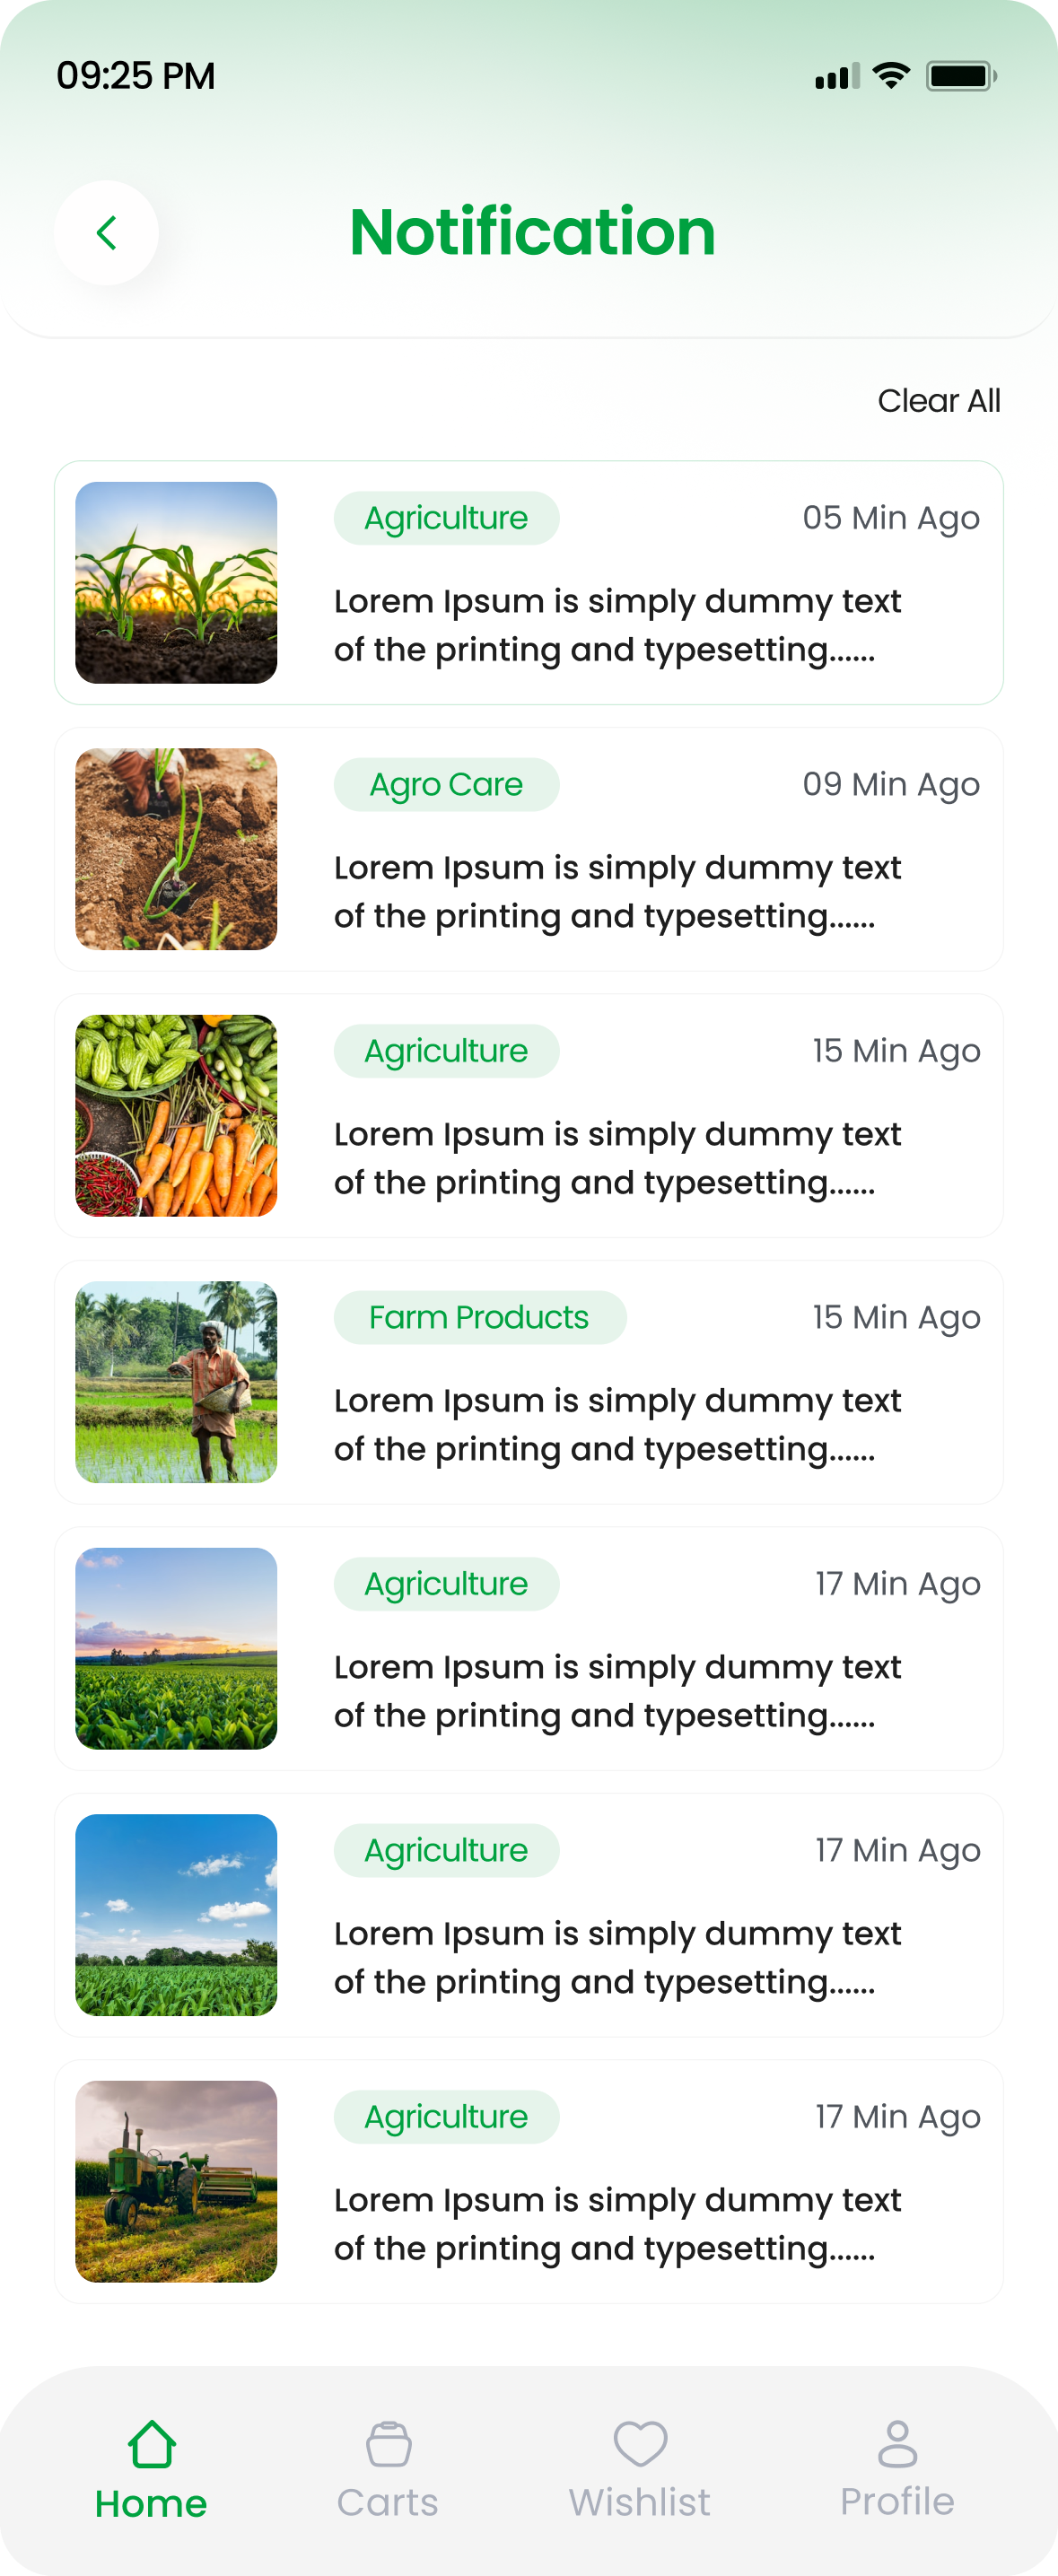 09:25 PM
Notification
Clear All
Agriculture
05 Min Ago
Lorem Ipsum is simply dummy text
of the printing and typesetting......
Agro Care
09 Min Ago
Lorem Ipsum is simply dummy text
of the printing and typesetting......
Agriculture
15 Min Ago
Lorem Ipsum is simply dummy text
of the printing and typesetting......
Farm Products
15 Min Ago
Lorem Ipsum is simply dummy text
of the printing and typesetting......
Agriculture
17 Min Ago
Lorem Ipsum is simply dummy text
of the printing and typesetting......
Agriculture
17 Min Ago
Lorem Ipsum is simply dummy text
of the printing and typesetting......
Agriculture
17 Min Ago
Lorem Ipsum is simply dummy text
of the printing and typesetting......
Home
Carts
Wishlist
Profile